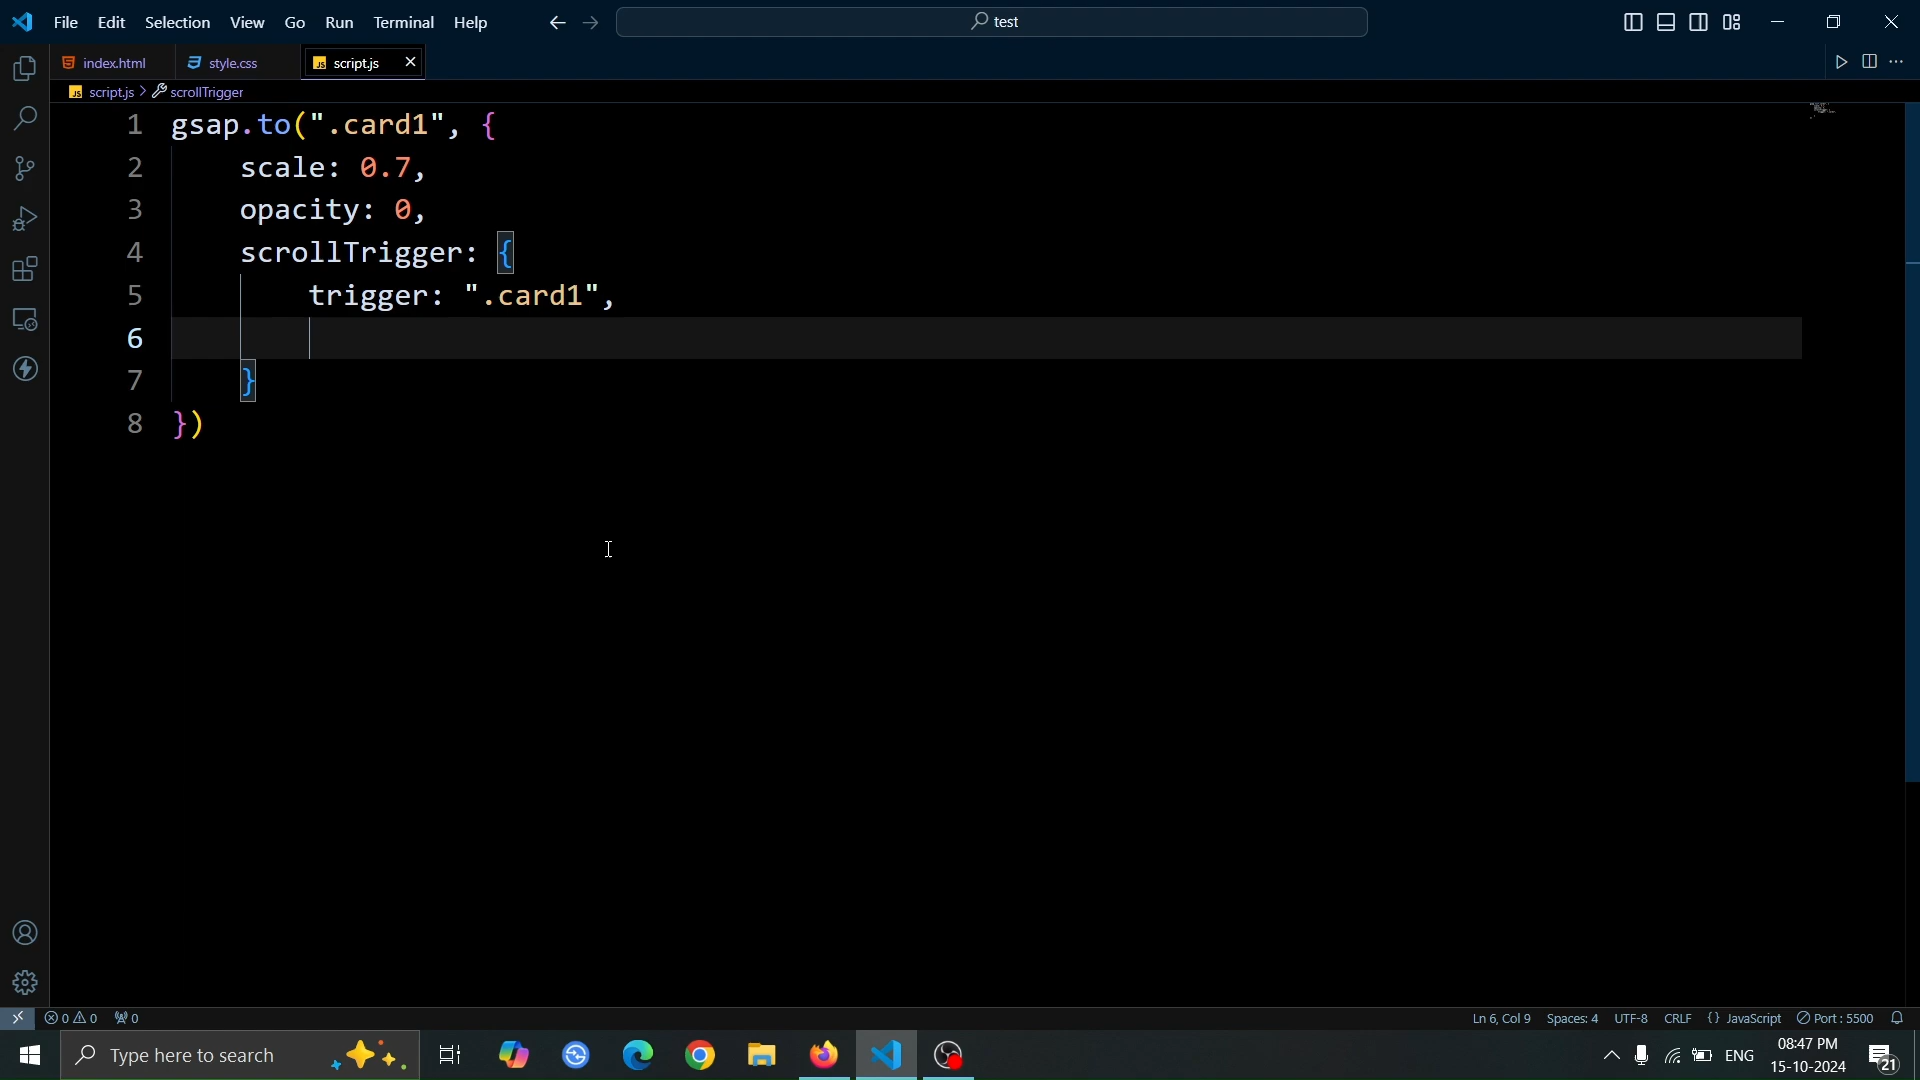 File Edit Selection View Go Run Terminal Help test
index.html style.css script.js
script.js > scrollTrigger
1 gsap.to(".card1", {
2 scale: 0.7,
3 opacity: 0,
4 scrollTrigger: {
5 trigger: ".card1",
6
7 }
8 })
0 0 0 Ln 6, Col 9 Spaces: 4 UTF-8 CRLF {} JavaScript Port : 5500
Type here to search ENG 08:47 PM
15-10-2024 21